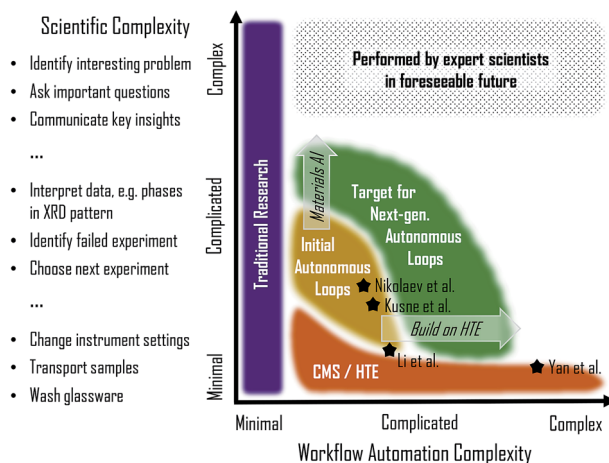 Scientific Complexity
• Identify interesting problem
• Ask important questions
• Communicate key insights
...
• Interpret data, e.g. phases
in XRD pattern
• Identify failed experiment
• Choose next experiment
...
• Change instrument settings
• Transport samples
• Wash glassware
Complex
Complicated
Minimal
Traditional Research
Performed by expert scientists
in foreseeable future
Materials AI
Target for
Next-gen.
Autonomous
Loops
Initial
Autonomous
Loops
Nikolaev et al.
Kusne et al.
Build on HTE
Li et al.
Yan et al.
CMS / HTE
Minimal
Complicated
Complex
Workflow Automation Complexity